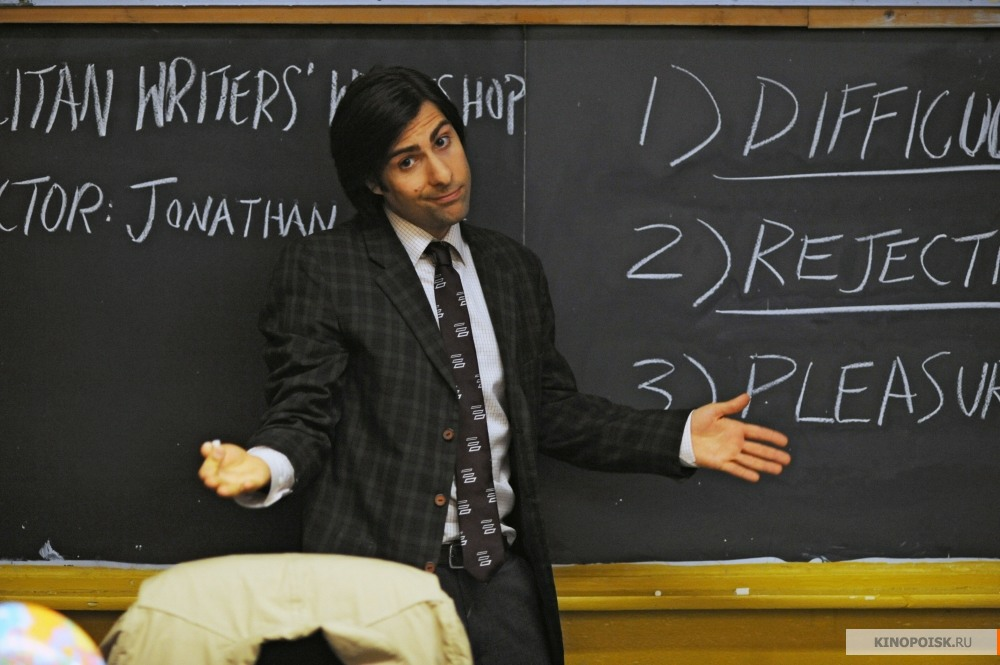 LITAN WRITERS' W SHOP
CTOR: JONATHAN
1) DIFFICU
2) REJECTI
3) PLEASUR
KINOPOISK.RU